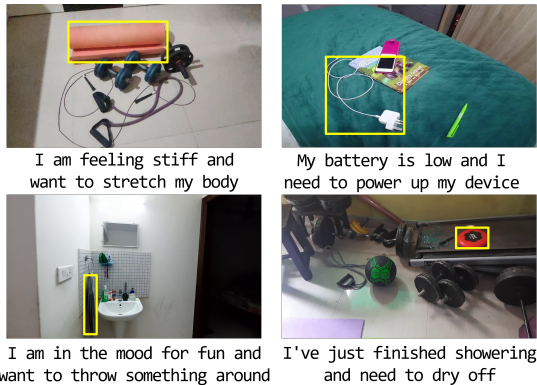 I am feeling stiff and
want to stretch my body
My battery is low and I
need to power up my device
I am in the mood for fun and
want to throw something around
I've just finished showering
and need to dry off